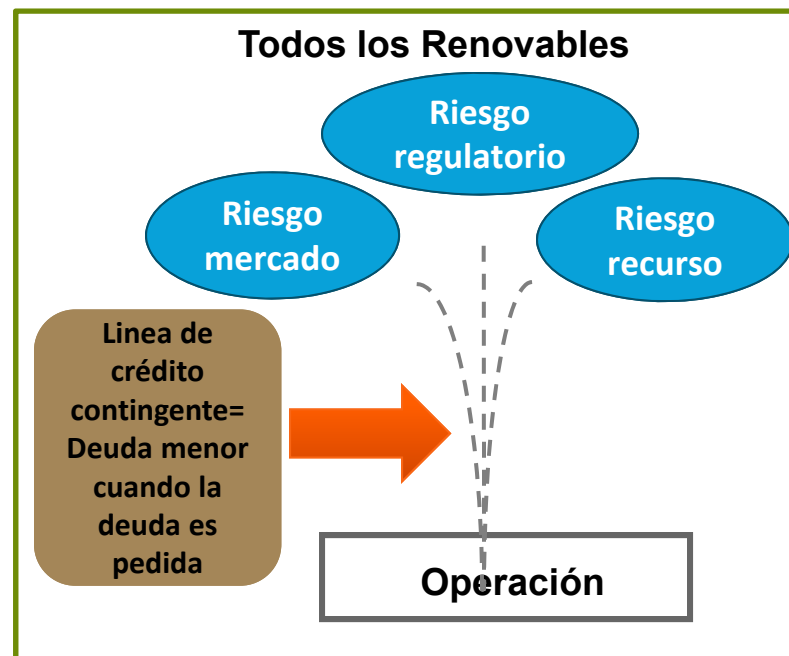 Todos los Renovables
Riesgo
regulatorio
Riesgo
mercado
Riesgo
recurso
Linea de
crédito
contingente=
Deuda menor
cuando la
deuda es
pedida
Operación